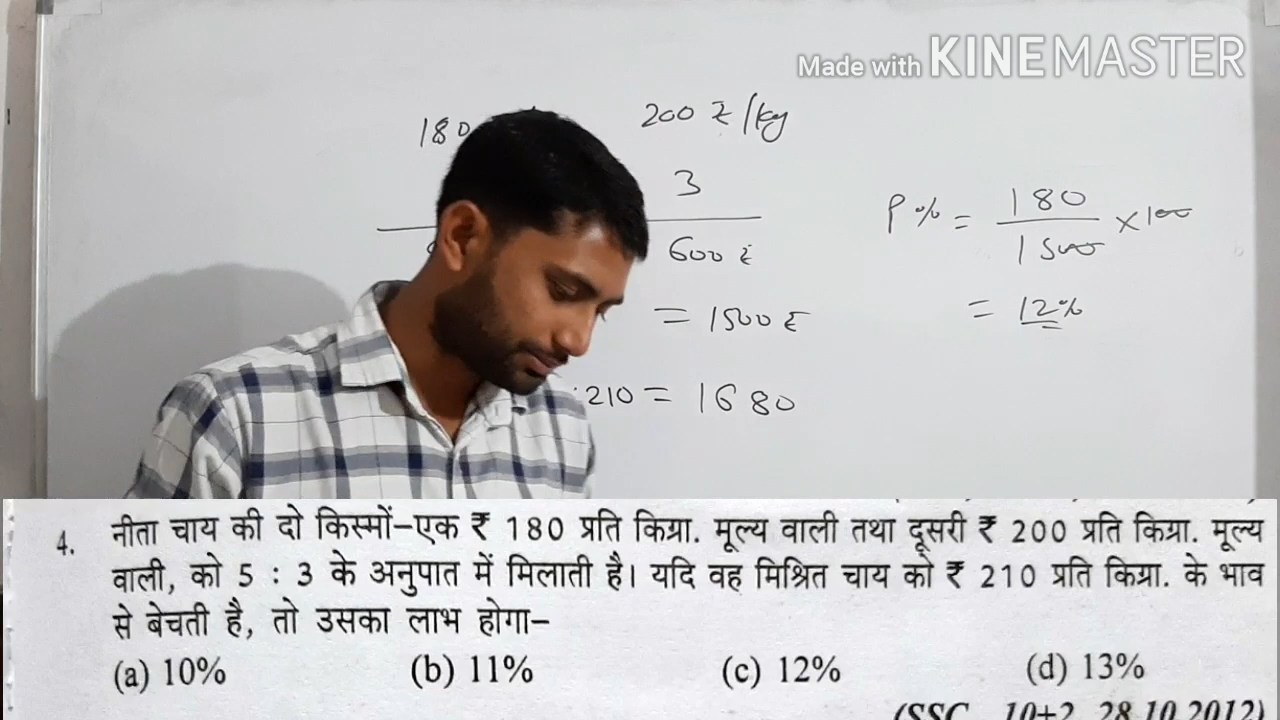 Made with KINEMASTER
180
200 ₹/kg
3
600 ₹
= 1500 ₹
210 = 1680
P% = 180/1500 × 100
= 12%
4. नीता चाय की दो किस्मों–एक ₹ 180 प्रति किग्रा. मूल्य वाली तथा दूसरी ₹ 200 प्रति किग्रा. मूल्य
वाली, को 5 : 3 के अनुपात में मिलाती है। यदि वह मिश्रित चाय को ₹ 210 प्रति किग्रा. के भाव
से बेचती है, तो उसका लाभ होगा–
(a) 10% (b) 11% (c) 12% (d) 13%
(SSC 10+2 28.10.2012)